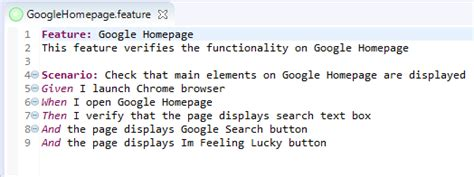 GoogleHomepage.feature
1 Feature: Google Homepage
2 This feature verifies the functionality on Google Homepage
3
4 Scenario: Check that main elements on Google Homepage are displayed
5 Given I launch Chrome browser
6 When I open Google Homepage
7 Then I verify that the page displays search text box
8 And the page displays Google Search button
9 And the page displays Im Feeling Lucky button